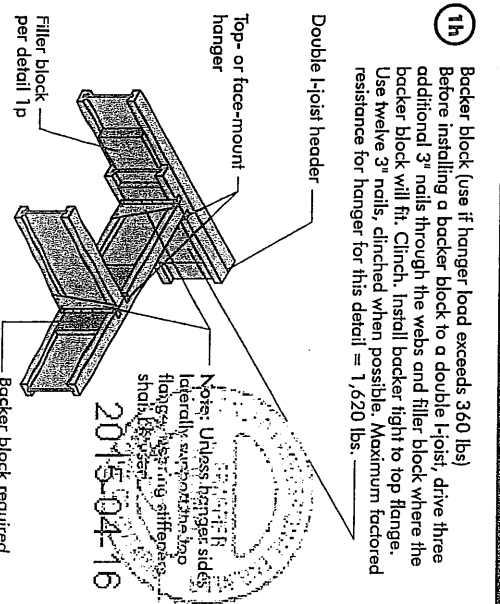 1h
Backer block (use if hanger load exceeds 360 lbs)
Before installing a backer block to a double I-joist, drive three
additional 3" nails through the webs and filler block where the
backer block will fit. Clinch. Install backer tight to top flange.
Use twelve 3" nails, clinched when possible. Maximum factored
resistance for hanger for this detail = 1,620 lbs.
Double I-joist header
Top- or face-mount
hanger
Filler block
per detail 1p
Note: Unless hanger sides
laterally support the top
flange, bearing stiffeners
shall be used.
2015-04-16
Backer block required